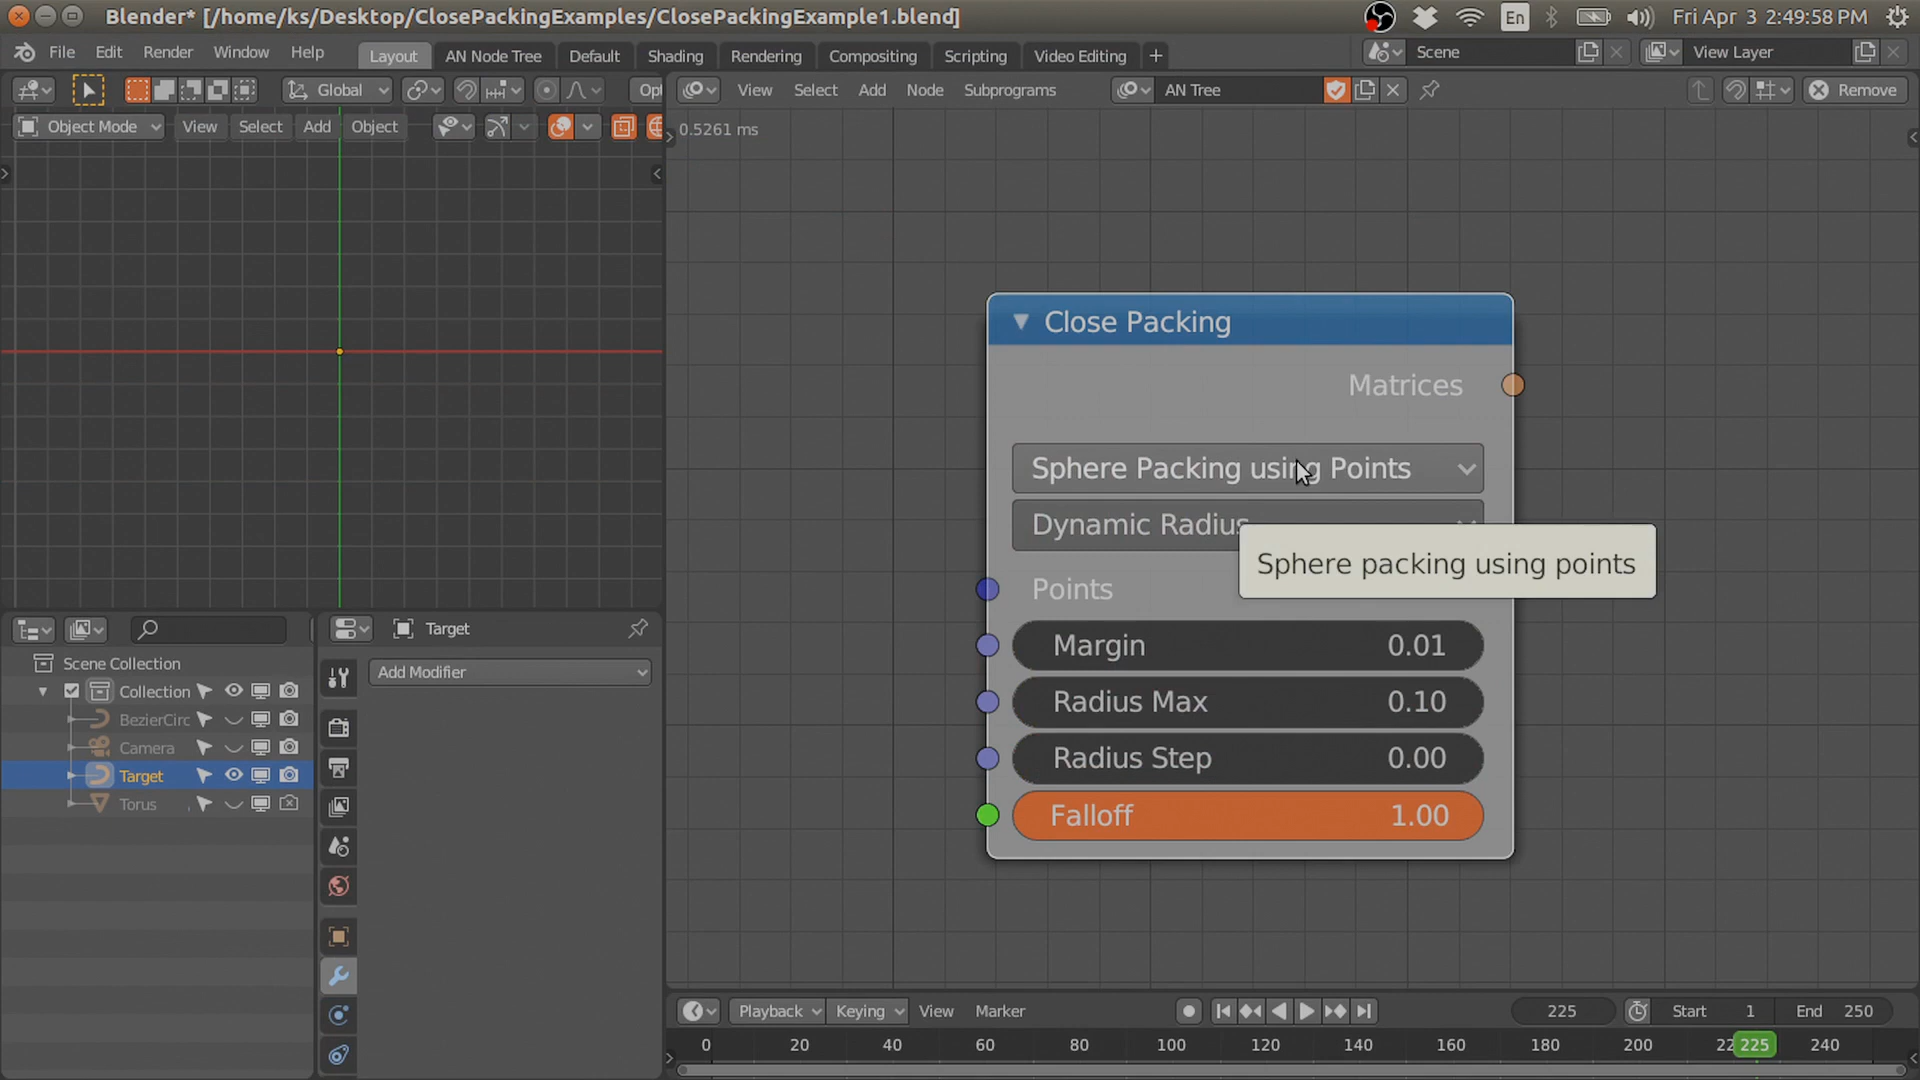 Blender* [/home/ks/Desktop/ClosePackingExamples/ClosePackingExample1.blend]
En
Fri Apr 3 2:49:58 PM
File Edit Render Window Help
Layout AN Node Tree Default Shading Rendering Compositing Scripting Video Editing +
Scene
View Layer
Global
Opt
View Select Add Node Subprograms
AN Tree
Remove
Object Mode View Select Add Object
0.5261 ms
Close Packing
Matrices
Sphere Packing using Points
Dynamic Radius
Sphere packing using points
Points
Margin 0.01
Radius Max 0.10
Radius Step 0.00
Falloff 1.00
Target
Scene Collection
Add Modifier
Collection
BezierCirc
Camera
Target
Torus
Playback Keying View Marker
225
Start 1
End 250
0 20 40 60 80 100 120 140 160 180 200 22 225 240